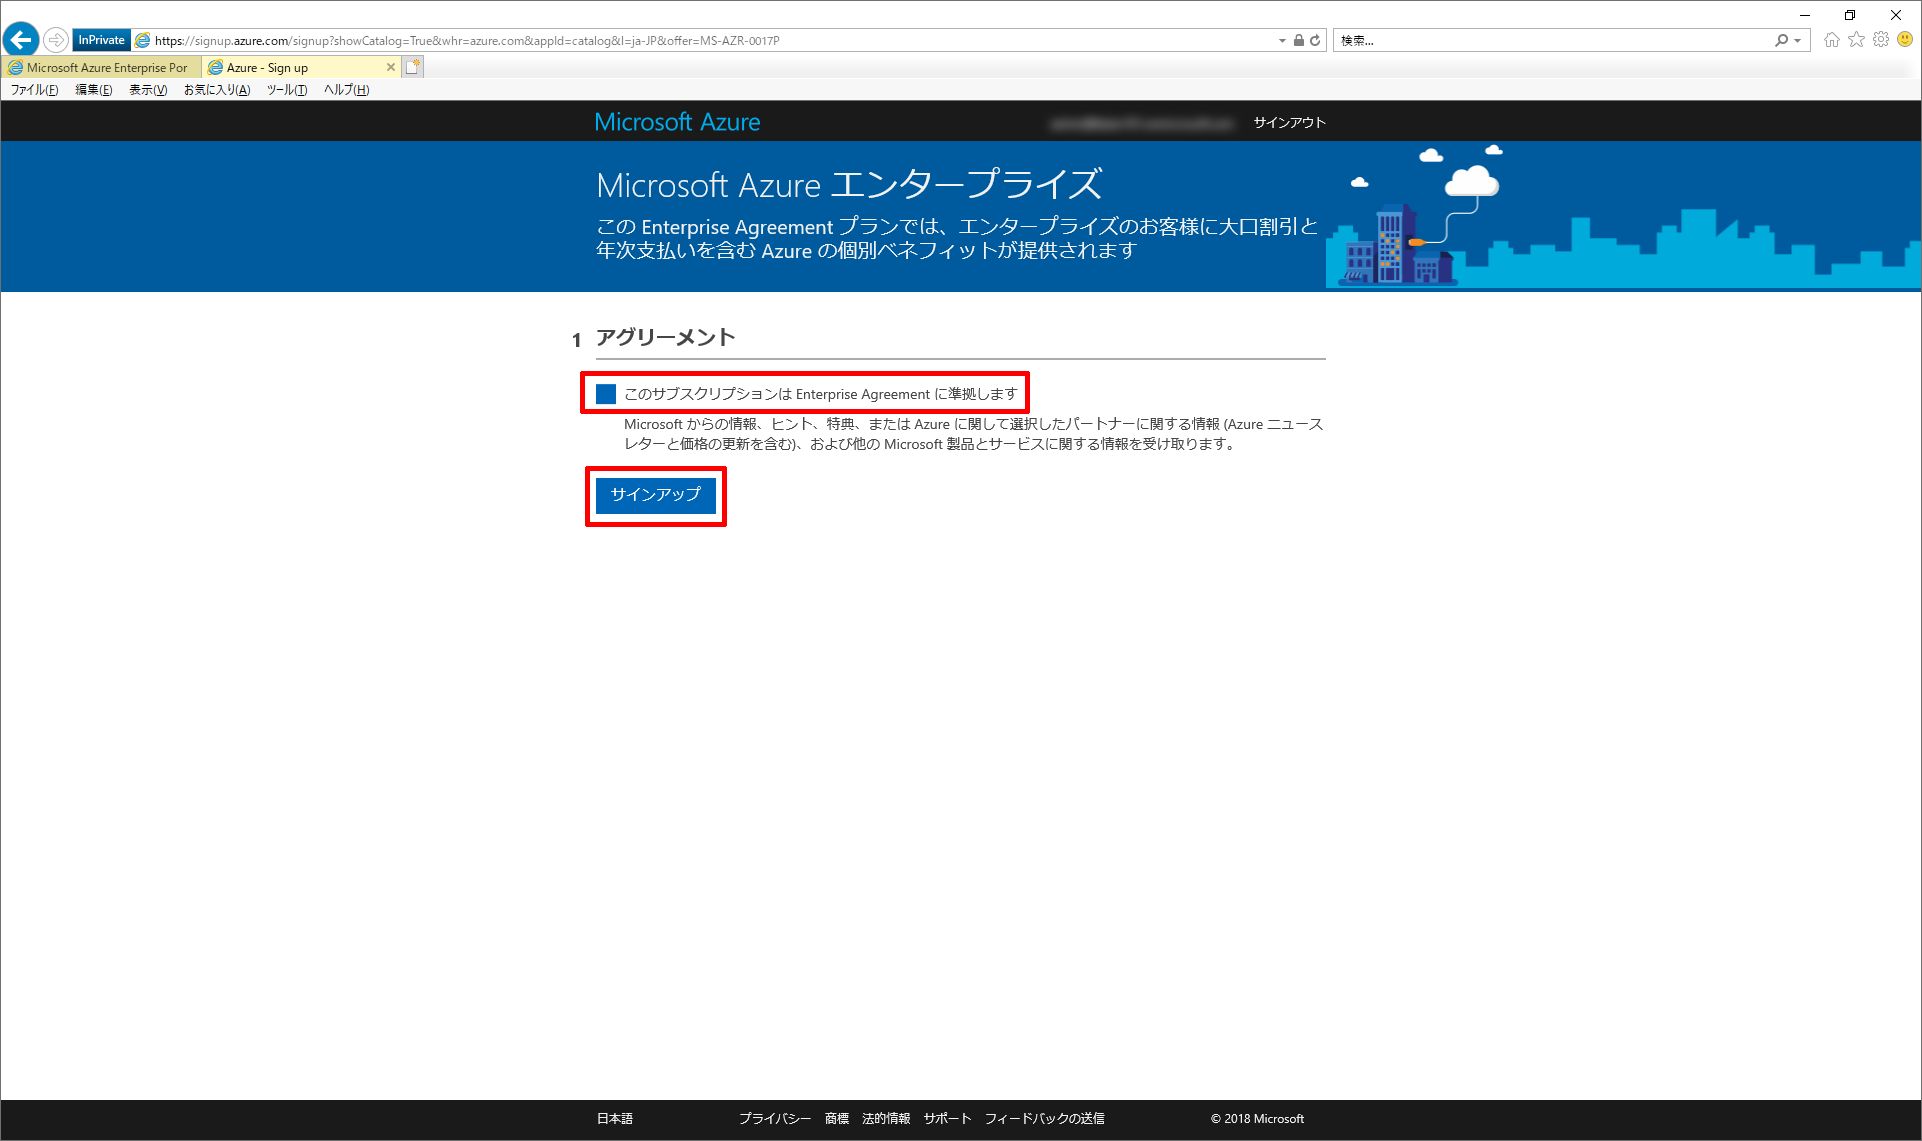 InPrivate
https://signup.azure.com/signup?showCatalog=True&whr=azure.com&appId=catalog&l=ja-JP&offer=MS-AZR-0017P
検索...
Microsoft Azure Enterprise Por
Azure - Sign up
ファイル(F) 編集(E) 表示(V) お気に入り(A) ツール(T) ヘルプ(H)
Microsoft Azure
サインアウト
Microsoft Azure エンタープライズ
この Enterprise Agreement プランでは、エンタープライズのお客様に大口割引と
年次支払いを含む Azure の個別ベネフィットが提供されます
1 アグリーメント
このサブスクリプションは Enterprise Agreement に準拠します
Microsoft からの情報、ヒント、特典、または Azure に関して選択したパートナーに関する情報 (Azure ニュース
レターと価格の更新を含む)、および他の Microsoft 製品とサービスに関する情報を受け取ります。
サインアップ
日本語 プライバシー 商標 法的情報 サポート フィードバックの送信 © 2018 Microsoft